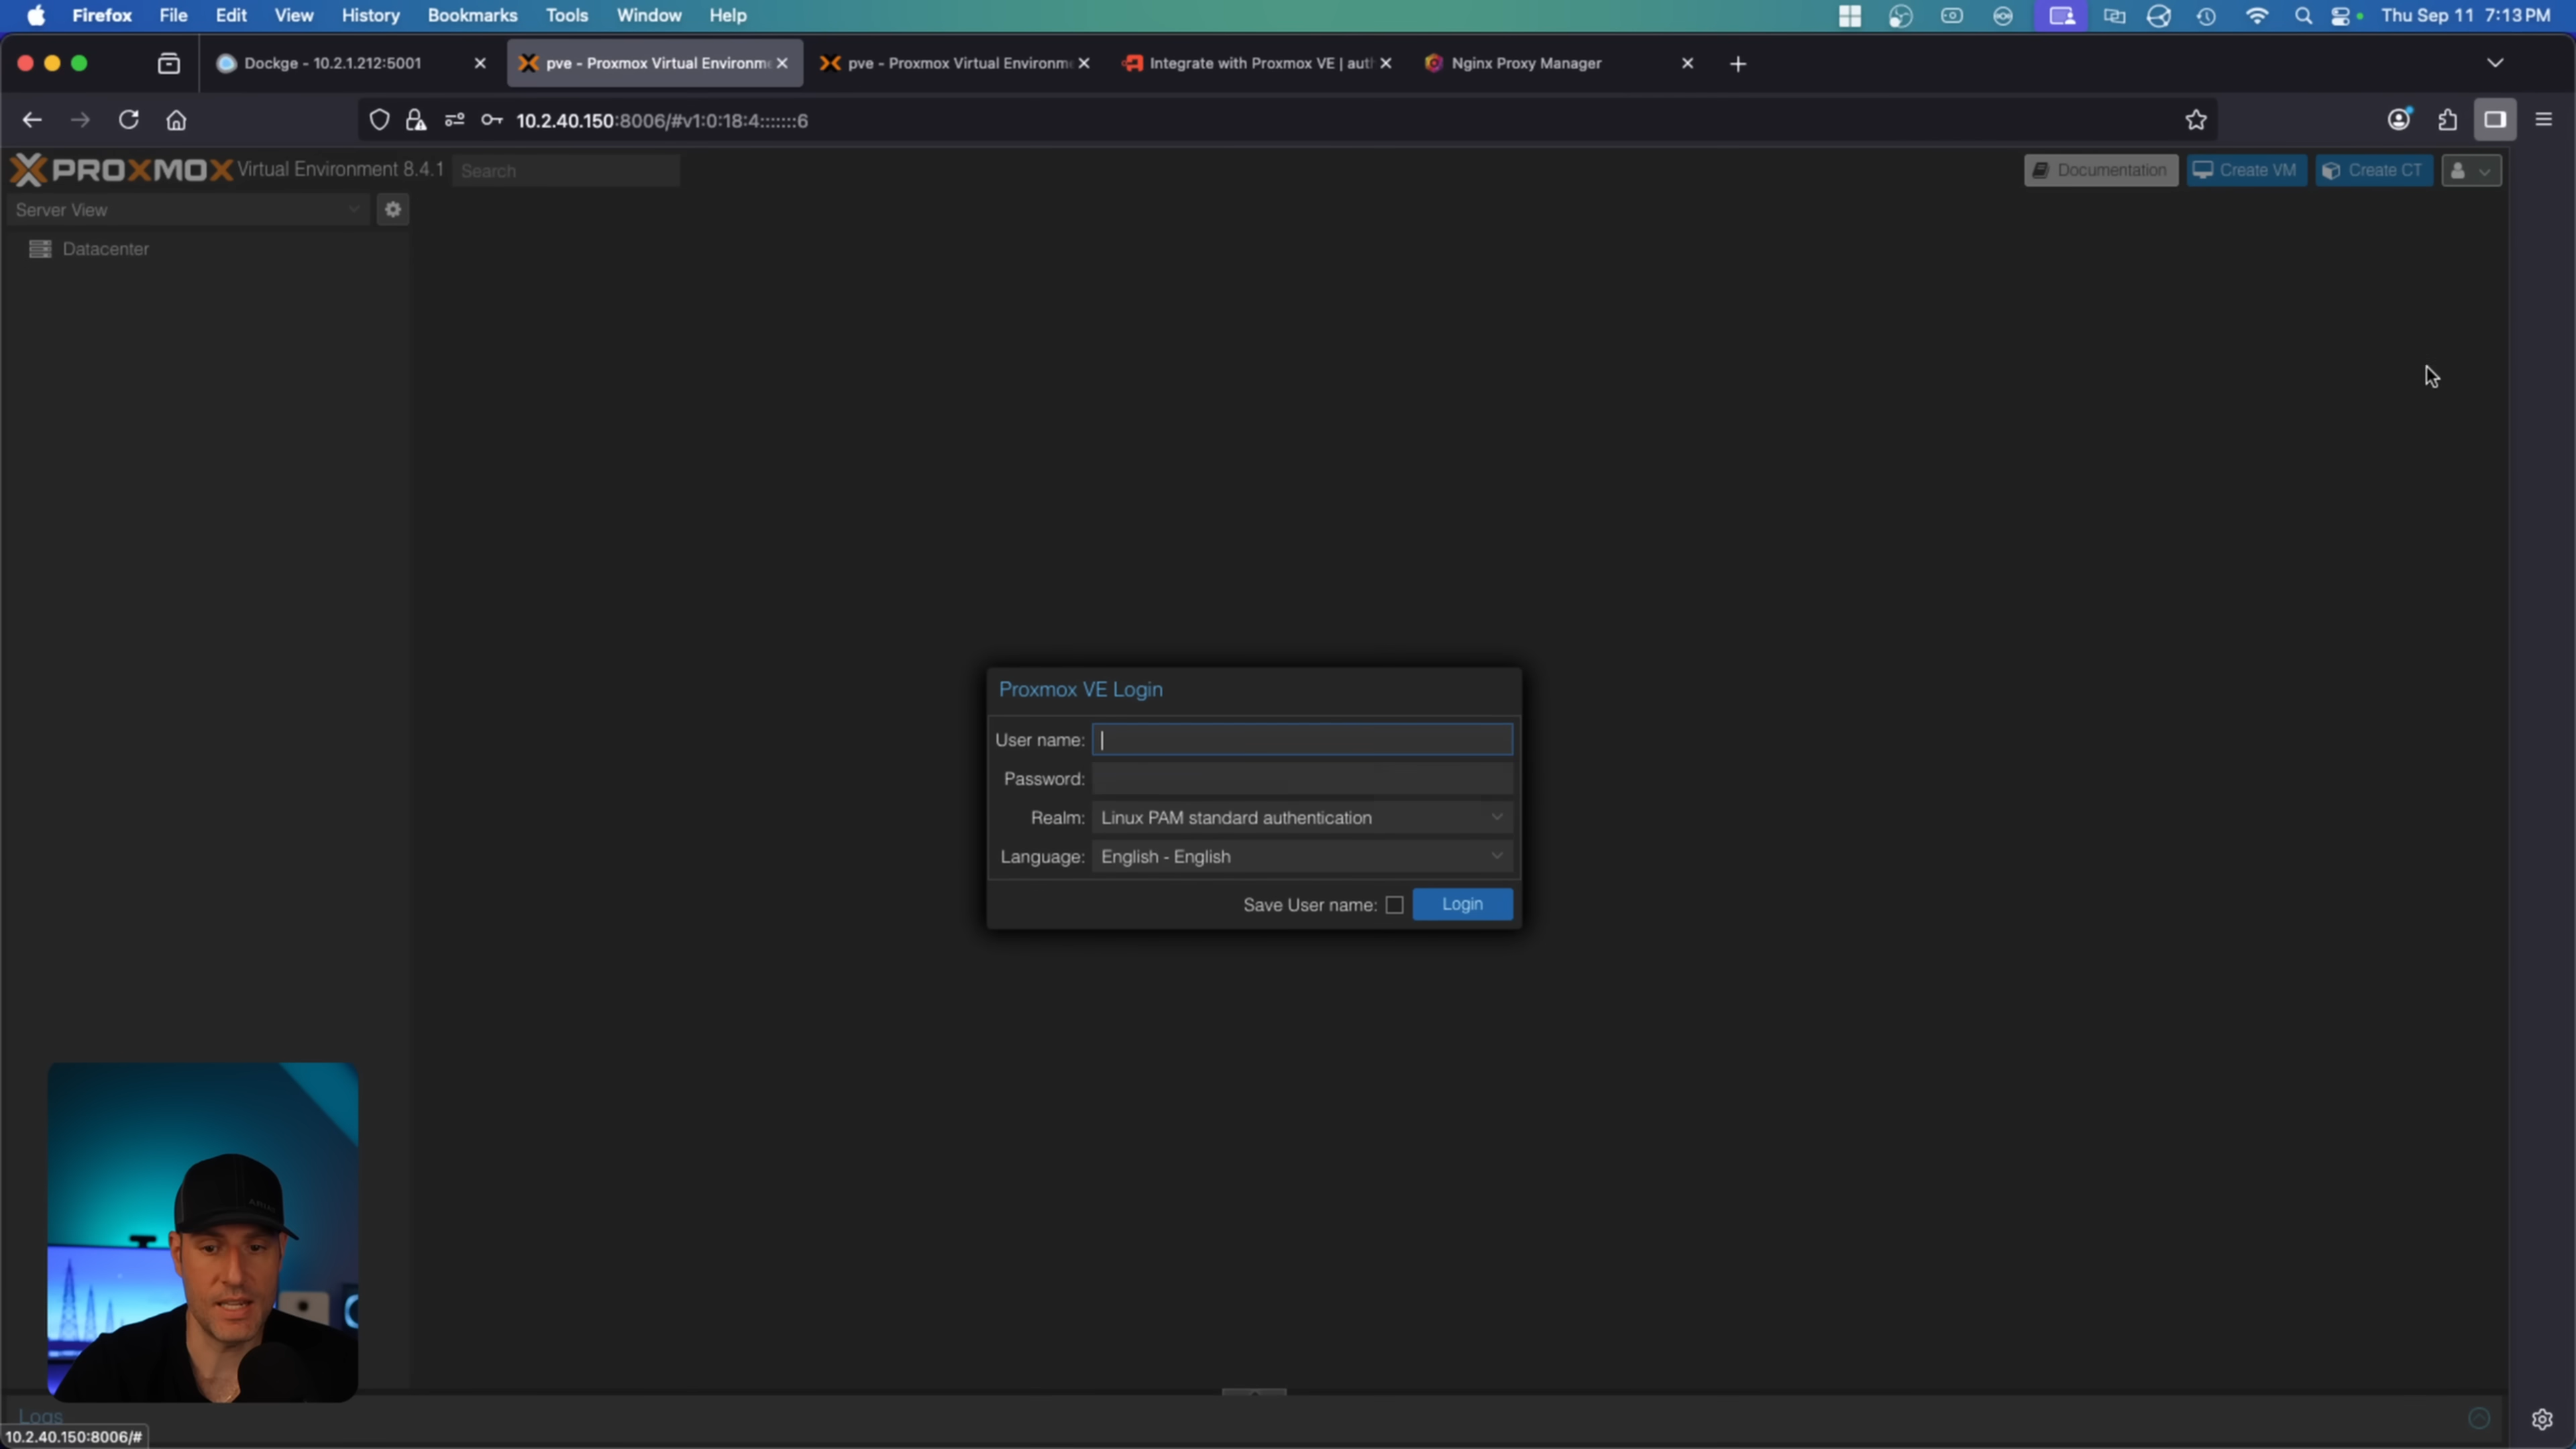 Firefox File Edit View History Bookmarks Tools Window Help Thu Sep 11 7:13 PM
Dockge - 10.2.1.212:5001 pve - Proxmox Virtual Environme pve - Proxmox Virtual Environme Integrate with Proxmox VE | aut Nginx Proxy Manager
10.2.40.150:8006/#v1:0:18:4:::::::6
PROXMOX Virtual Environment 8.4.1 Search Documentation Create VM Create CT
Server View
Datacenter
Proxmox VE Login
User name:
Password:
Realm: Linux PAM standard authentication
Language: English - English
Save User name: Login
Logs
10.2.40.150:8006/#